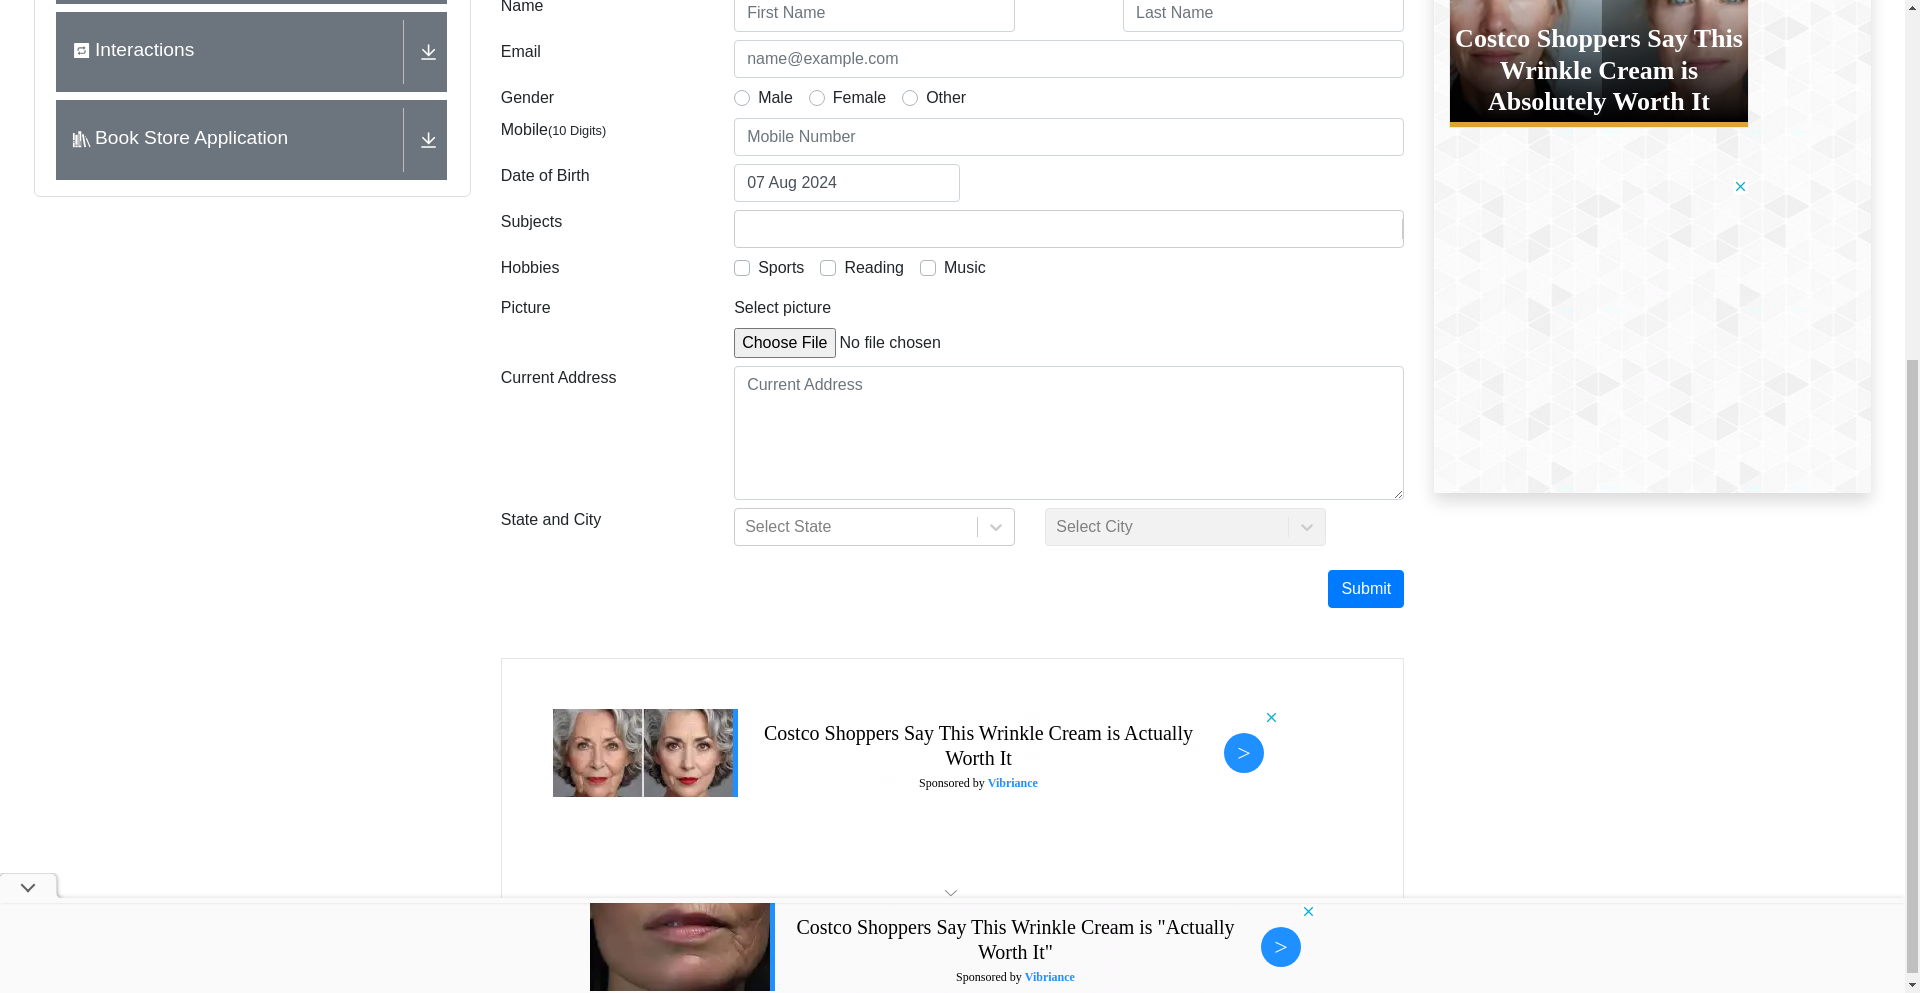 Name
First Name
Last Name
Interactions
Email
name@example.com
Gender
Male
Female
Other
Book Store Application
Mobile(10 Digits)
Mobile Number
Date of Birth
07 Aug 2024
Subjects
Hobbies
Sports
Reading
Music
Picture
Select picture
Choose File
No file chosen
Current Address
Current Address
State and City
Select State
Select City
Submit
Costco Shoppers Say This
Wrinkle Cream is
Absolutely Worth It
Costco Shoppers Say This Wrinkle Cream is Actually
Worth It
Sponsored by Vibriance
>
Costco Shoppers Say This Wrinkle Cream is "Actually
Worth It"
Sponsored by Vibriance
>